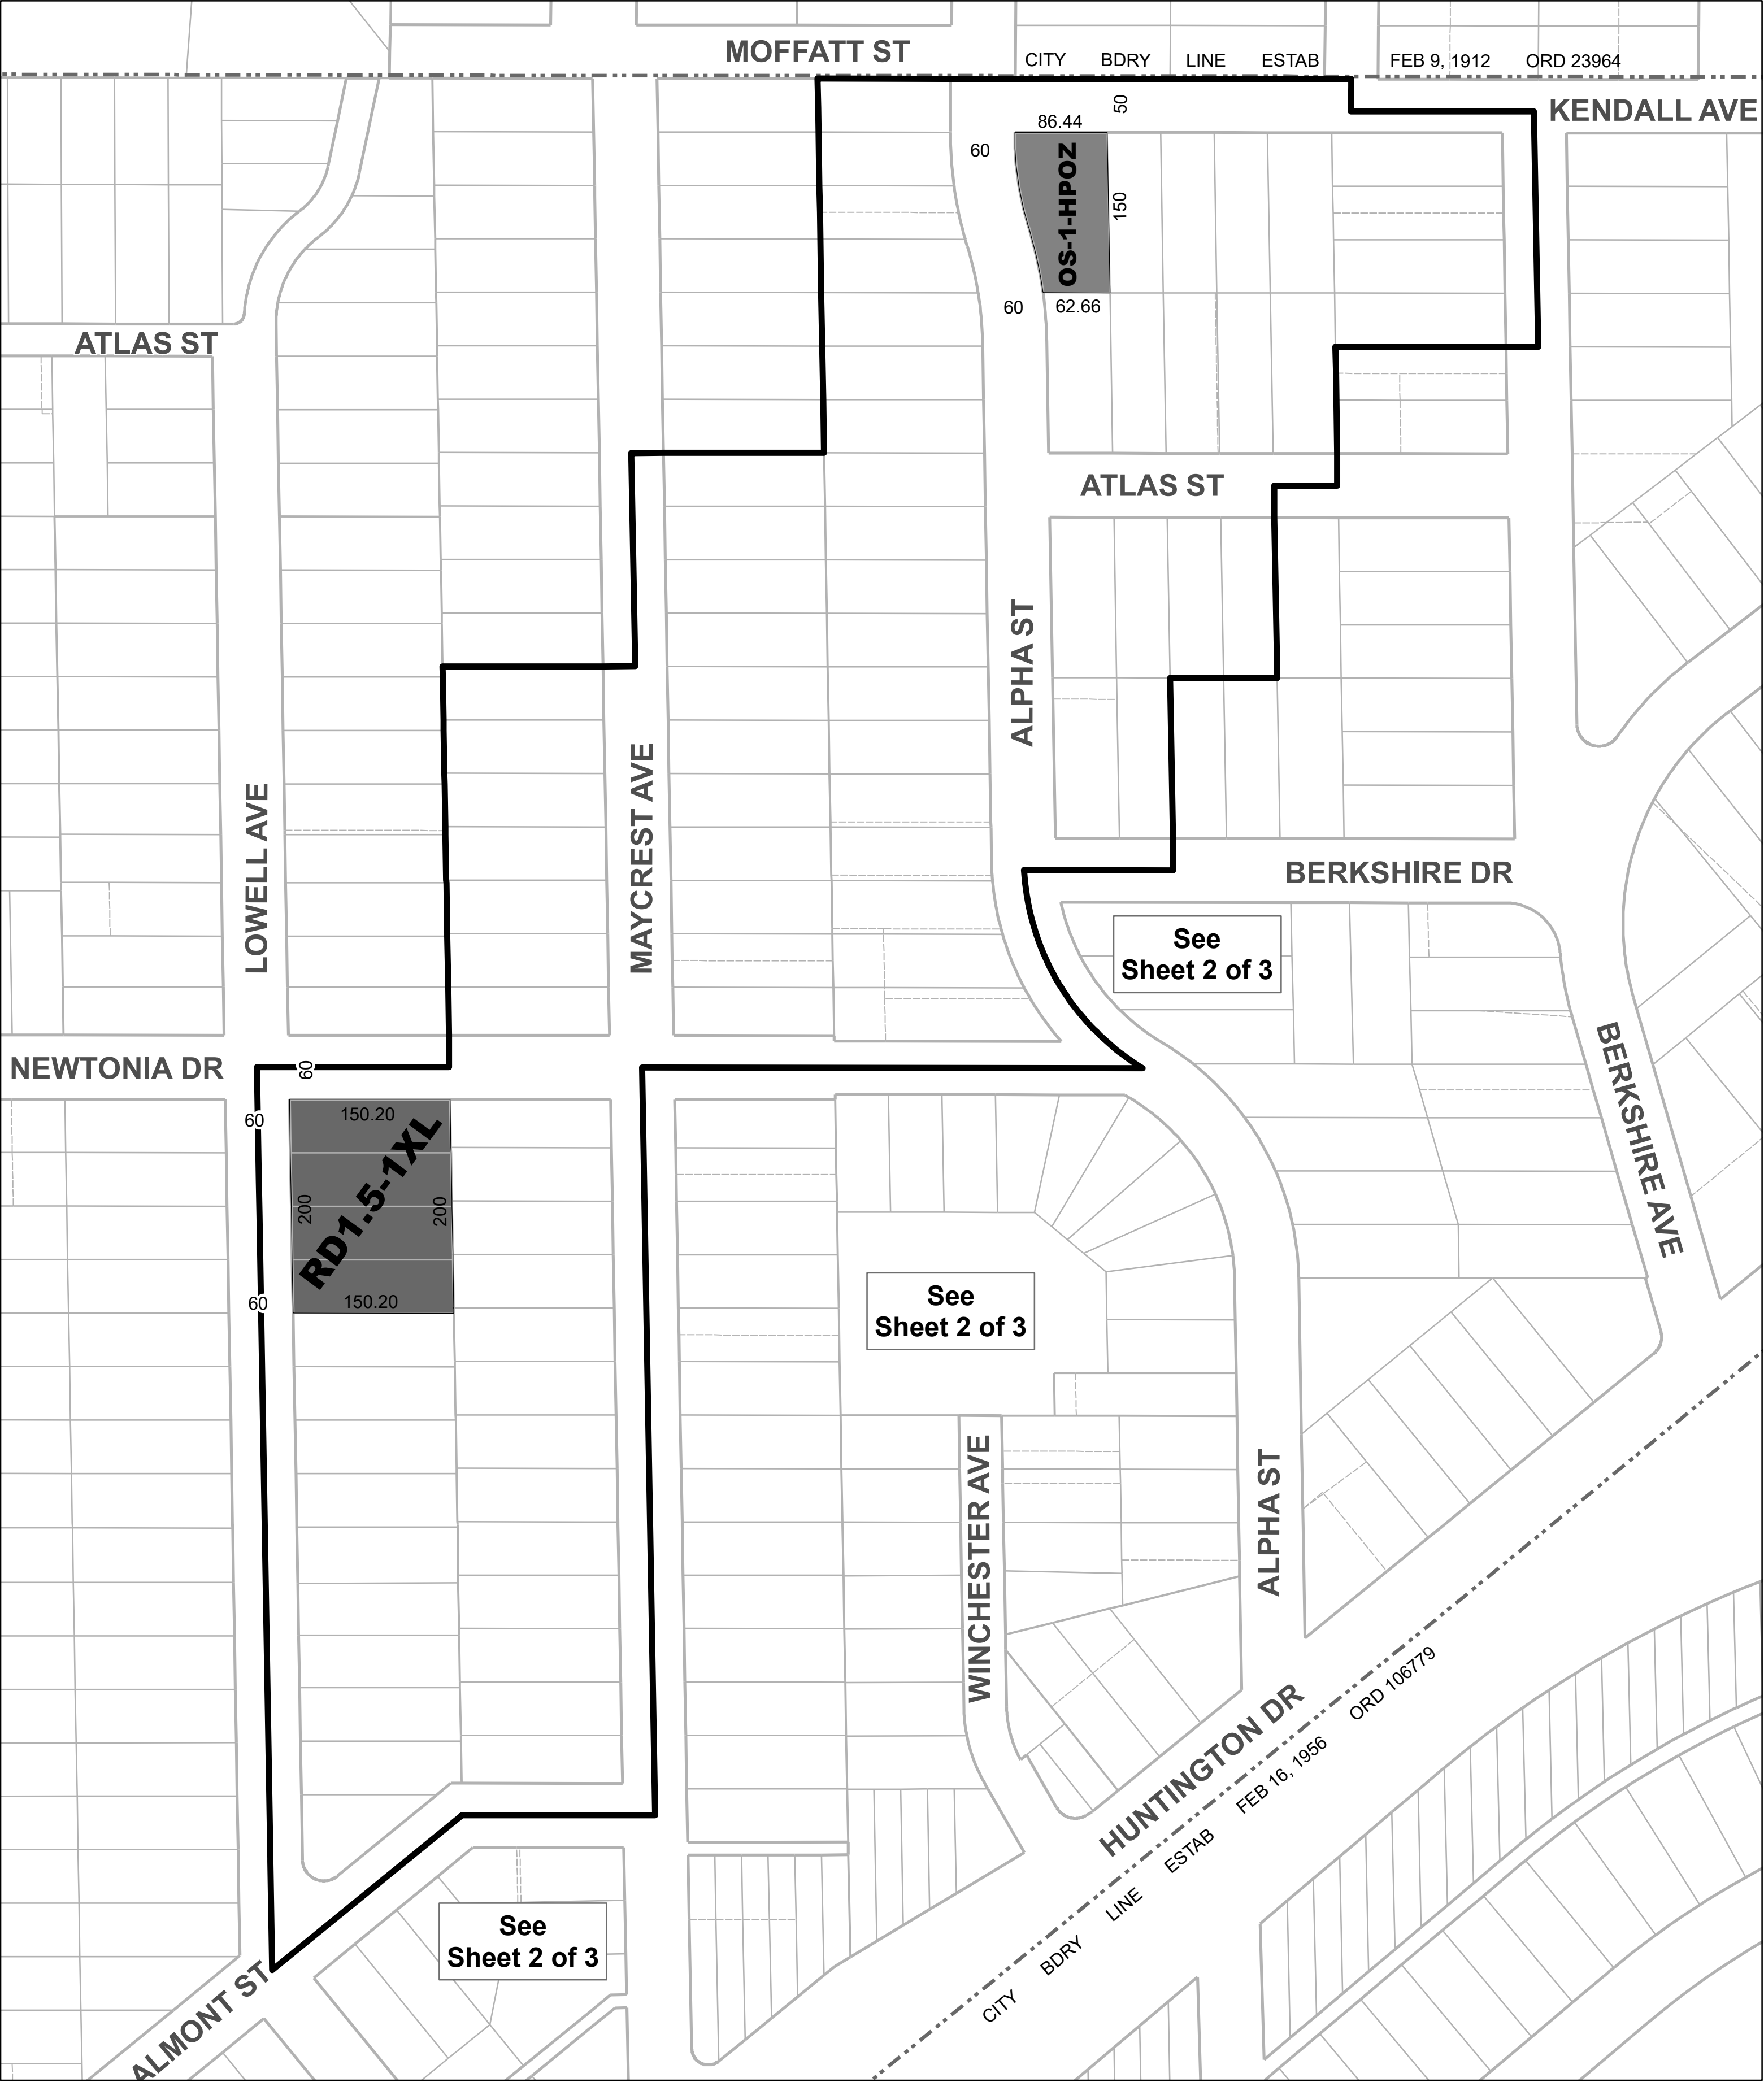 MOFFATT ST
CITY BDRY LINE ESTAB FEB 9, 1912 ORD 23964
KENDALL AVE
50
86.44
60
OS-1-HPOZ
150
60
62.66
ATLAS ST
ATLAS ST
ALPHA ST
LOWELL AVE
MAYCREST AVE
BERKSHIRE DR
See
Sheet 2 of 3
NEWTONIA DR
60
BERKSHIRE AVE
60
150.20
RD1.5-1XL
200
200
150.20
60
See
Sheet 2 of 3
WINCHESTER AVE
ALPHA ST
HUNTINGTON DR
CITY BDRY LINE ESTAB FEB 16, 1956 ORD 106779
See
Sheet 2 of 3
ALMONT ST